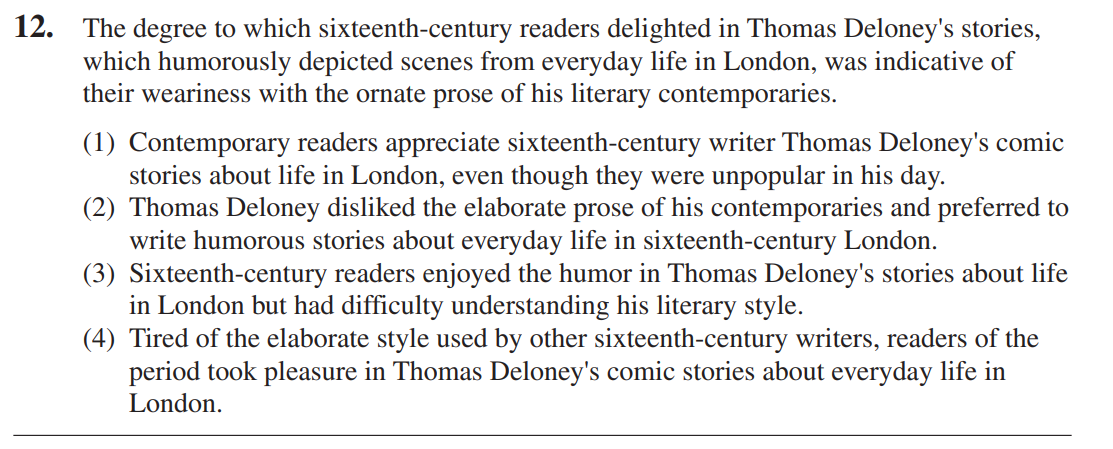 12. The degree to which sixteenth-century readers delighted in Thomas Deloney's stories,
which humorously depicted scenes from everyday life in London, was indicative of
their weariness with the ornate prose of his literary contemporaries.
(1) Contemporary readers appreciate sixteenth-century writer Thomas Deloney's comic
stories about life in London, even though they were unpopular in his day.
(2) Thomas Deloney disliked the elaborate prose of his contemporaries and preferred to
write humorous stories about everyday life in sixteenth-century London.
(3) Sixteenth-century readers enjoyed the humor in Thomas Deloney's stories about life
in London but had difficulty understanding his literary style.
(4) Tired of the elaborate style used by other sixteenth-century writers, readers of the
period took pleasure in Thomas Deloney's comic stories about everyday life in
London.